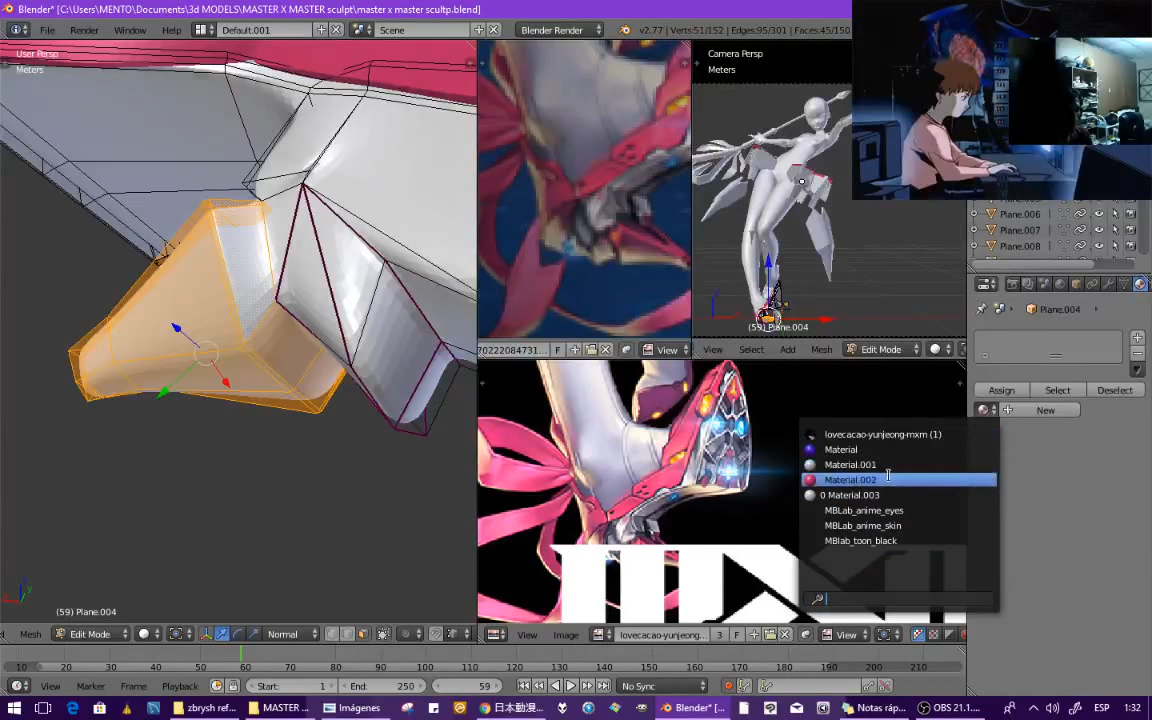 Blender* [C:\Users\MENTO\Documents\3d MODELS\MASTER X MASTER sculpt\master x master scultp.blend]
File Render Window Help Default.001 Scene Blender Render v2.77 | Verts:51/152 | Edges:95/301 | Faces:45/150
User Persp
Meters
Camera Persp
Meters
Plane.006
Plane.007
Plane.008
Plane.004
(59) Plane.004
70222084731... F View View Select Add Mesh Edit Mode
Assign Select Deselect
New
lovecacao-yunjeong-mxm (1)
Material
Material.001
Material.002
0 Material.003
MBLab_anime_eyes
MBLab_anime_skin
MBlab_toon_black
(59) Plane.004
Mesh Edit Mode Normal View Image lovecacao-yunjeong... 3 F View
10 20 30 40 50 60 70 80 90 100 110 120 130 140 150 160 170 180 190 200 210
View Marker Frame Playback Start: 1 End: 250 59 No Sync
zbrysh ref... MASTER ... Imágenes 日本動漫... Blender* [... Notas ráp... OBS 21.1.... ESP 1:32